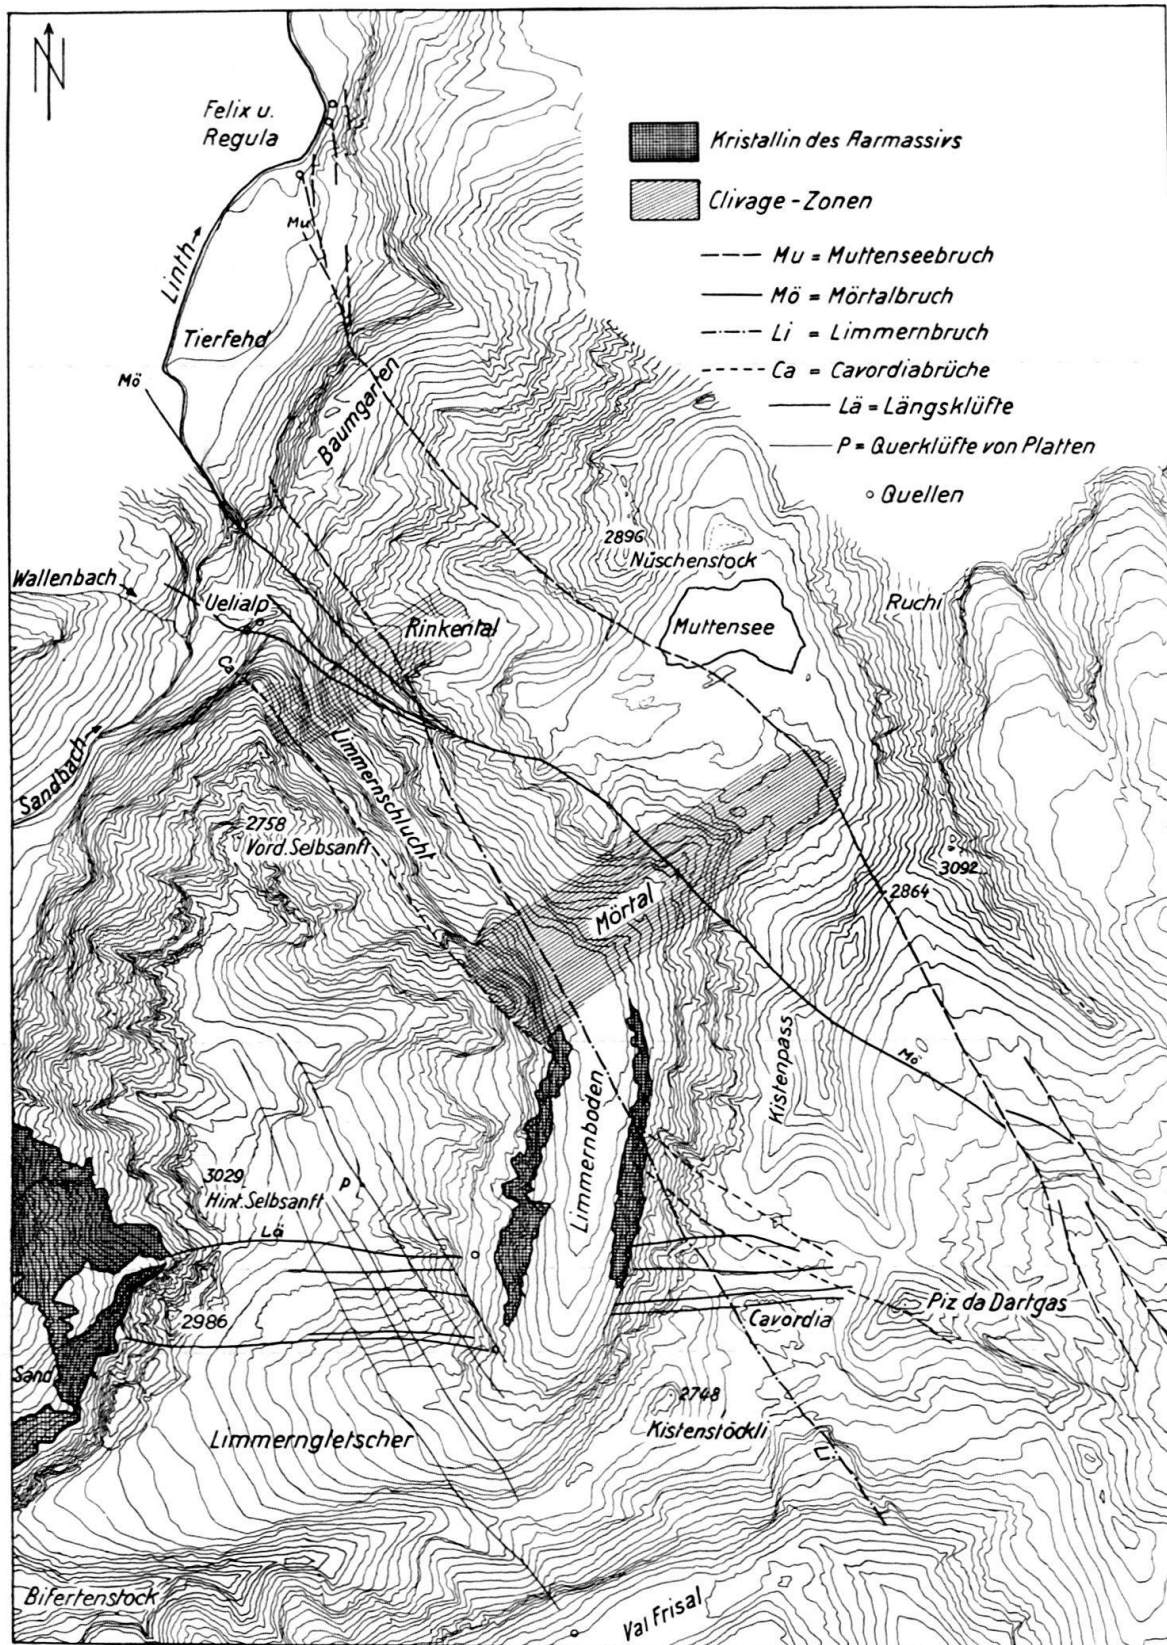 N
Felix u.
Regula
Kristallin des Aarmassivs
Clivage - Zonen
Mu
Mu = Muttenseebruch
Linth
Mö = Mörtalbruch
Tierfehd
Li = Limmernbruch
Mö
Ca = Cavordiabrüche
Baumgarten
Lä = Längsklüfte
P = Querklüfte von Platten
Quellen
2896
Nüschenstock
Wallenbach
Uelialp
Rinkental
Muttensee
Ruchi
Ca
Sandbach
Limmernschlucht
2758
Vord. Selbsanft
3092
2864
Mörtal
Kistenpass
Mö
Limmernboden
3029
Hint. Selbsanft
P
Lä
2986
Cavordia
Piz da Dartgas
Sand
2748
Kistenstöckli
Limmerngletscher
Li
Bifertenstock
Val Frisal